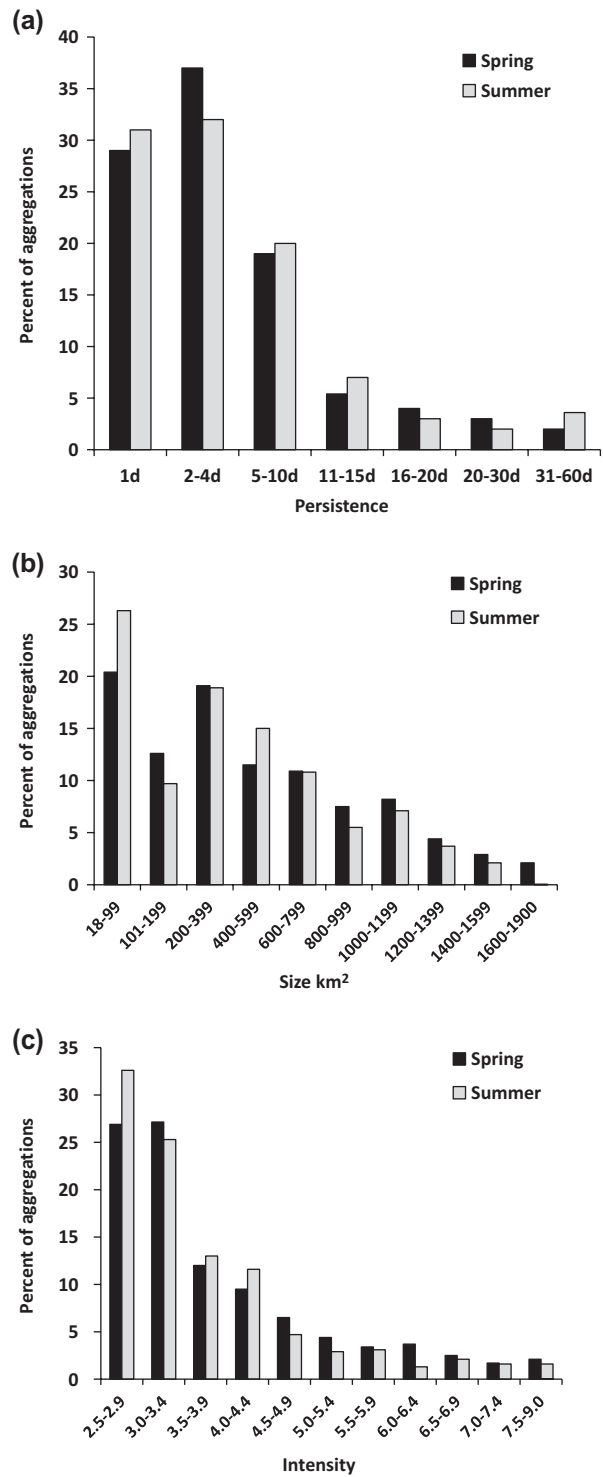 (a)
40
35
30
25
20
15
10
5
0
Percent of aggregations
Spring
Summer
1d 2-4d 5-10d 11-15d 16-20d 20-30d 31-60d
Persistence
(b)
30
25
20
15
10
5
0
Percent of aggregations
Spring
Summer
18-99 101-199 200-399 400-599 600-799 800-999 1000-1199 1200-1399 1400-1599 1600-1900
Size km²
(c)
35
30
25
20
15
10
5
0
Percent of aggregations
Spring
Summer
2.5-2.9 3.0-3.4 3.5-3.9 4.0-4.4 4.5-4.9 5.0-5.4 5.5-5.9 6.0-6.4 6.5-6.9 7.0-7.4 7.5-9.0
Intensity